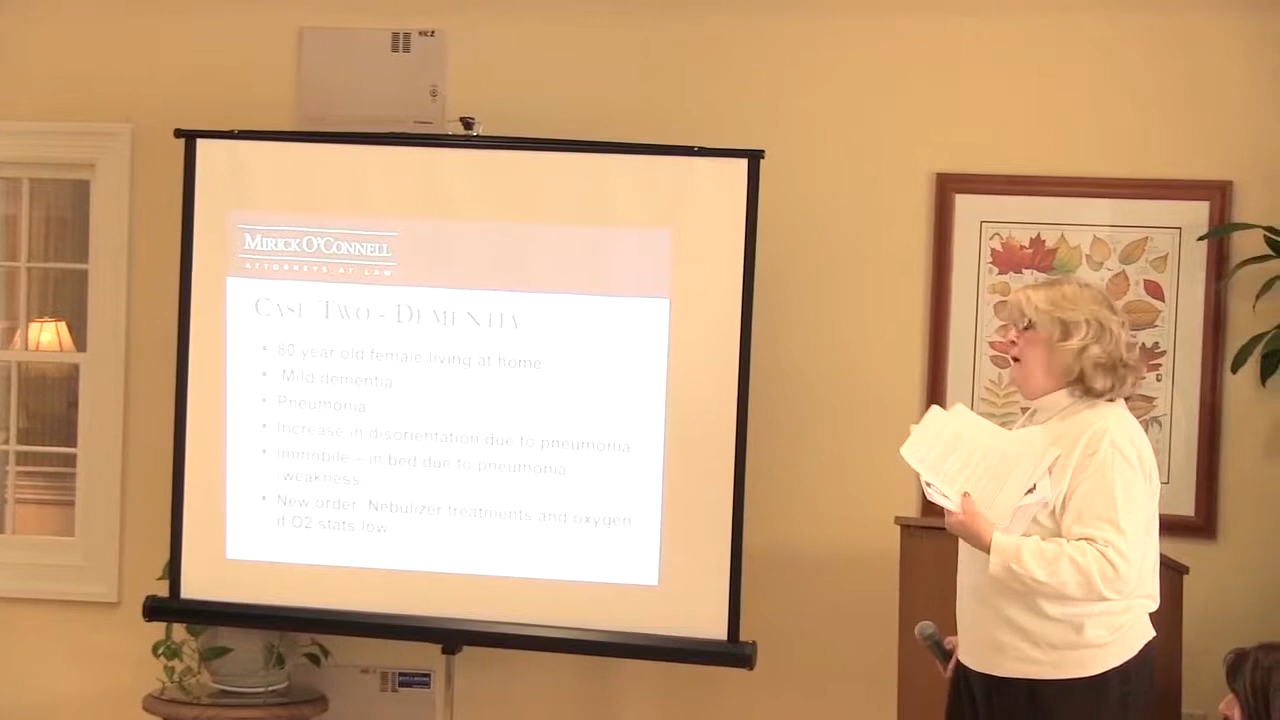 MIRICK O'CONNELL
ATTORNEYS AT LAW
CASE TWO - DEMENTIA
• 80 year old female living at home
• Mild dementia
• Pneumonia
• Increase in disorientation due to pneumonia
• Immobile – in bed due to pneumonia
weakness
• New order: Nebulizer treatments and oxygen
if O2 stats low